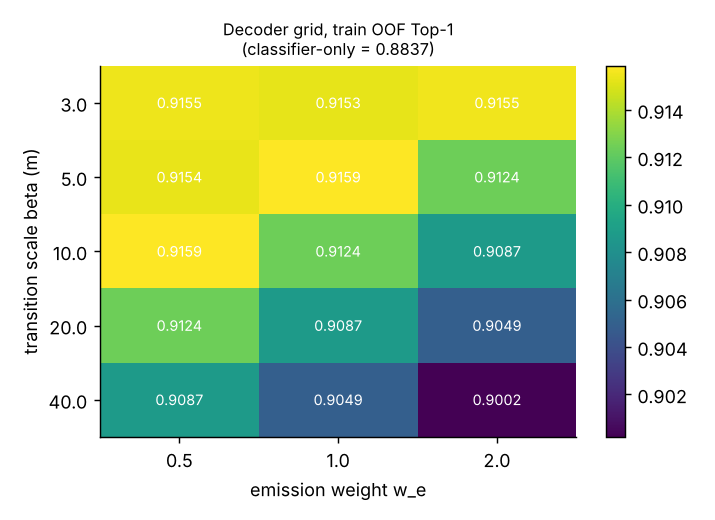 Decoder grid, train OOF Top-1
(classifier-only = 0.8837)
transition scale beta (m)
3.0 0.9155 0.9153 0.9155
5.0 0.9154 0.9159 0.9124
10.0 0.9159 0.9124 0.9087
20.0 0.9124 0.9087 0.9049
40.0 0.9087 0.9049 0.9002
0.5 1.0 2.0
emission weight w_e
0.914
0.912
0.910
0.908
0.906
0.904
0.902